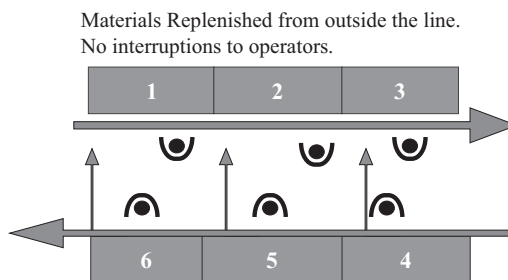 Materials Replenished from outside the line.
No interruptions to operators.
1 2 3
6 5 4